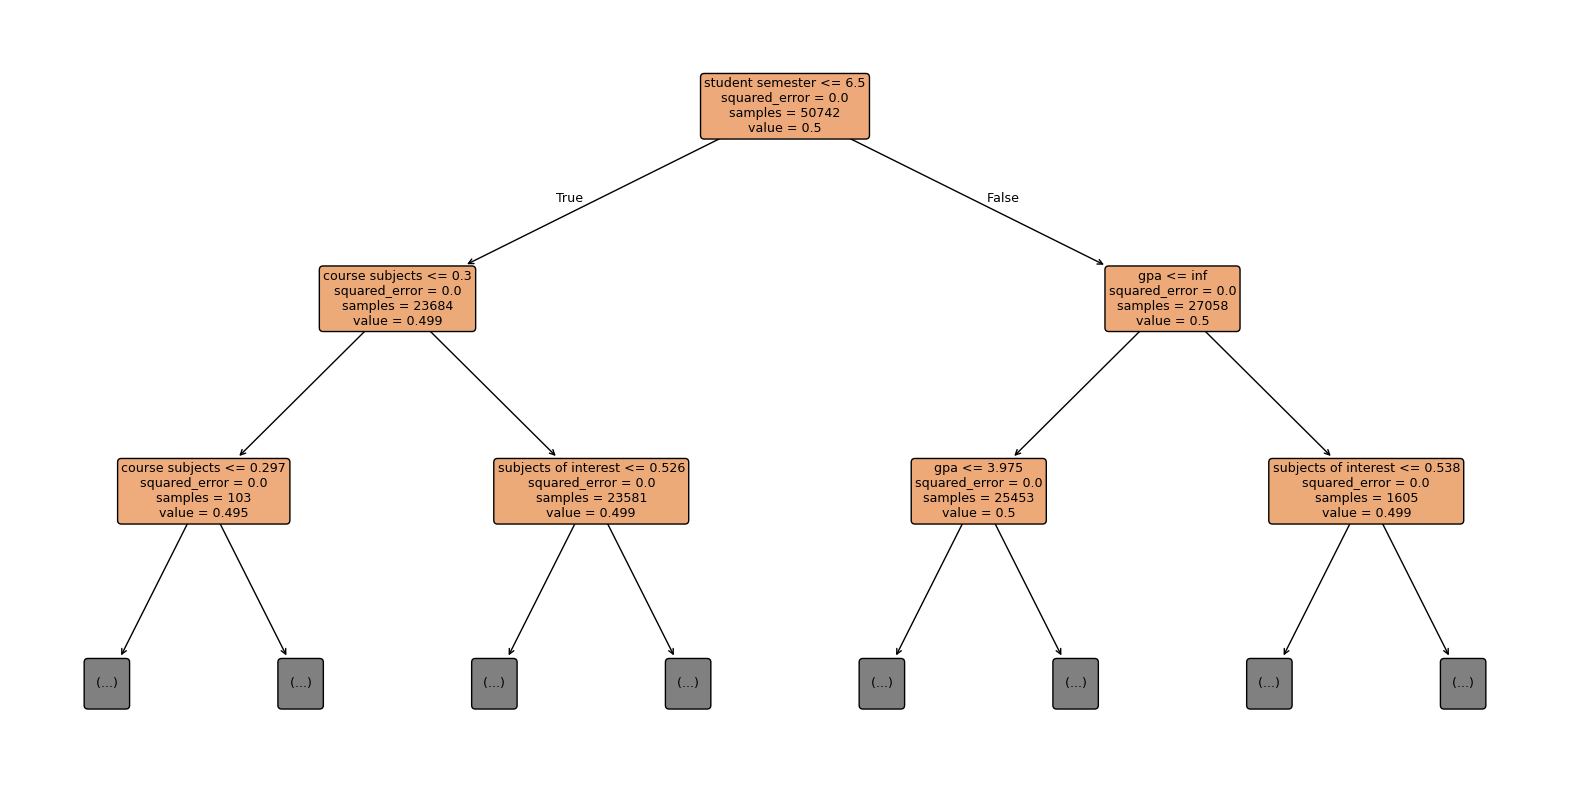 student semester <= 6.5
squared_error = 0.0
samples = 50742
value = 0.5
True
False
course subjects <= 0.3
squared_error = 0.0
samples = 23684
value = 0.499
gpa <= inf
squared_error = 0.0
samples = 27058
value = 0.5
course subjects <= 0.297
squared_error = 0.0
samples = 103
value = 0.495
subjects of interest <= 0.526
squared_error = 0.0
samples = 23581
value = 0.499
gpa <= 3.975
squared_error = 0.0
samples = 25453
value = 0.5
subjects of interest <= 0.538
squared_error = 0.0
samples = 1605
value = 0.499
(...)
(...)
(...)
(...)
(...)
(...)
(...)
(...)